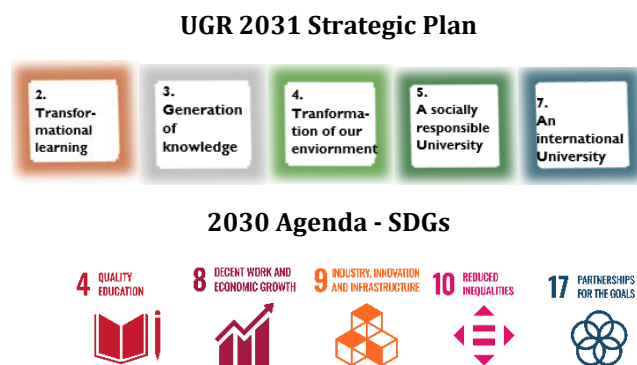 UGR 2031 Strategic Plan
2.
Transfor-
mational
learning
3.
Generation
of
knowledge
4.
Tranforma-
tion of our
enviornment
5.
A socially
responsible
University
7.
An
international
University
2030 Agenda - SDGs
4 QUALITY
EDUCATION
8 DECENT WORK AND
ECONOMIC GROWTH
9 INDUSTRY, INNOVATION
AND INFRASTRUCTURE
10 REDUCED
INEQUALITIES
17 PARTNERSHIPS
FOR THE GOALS